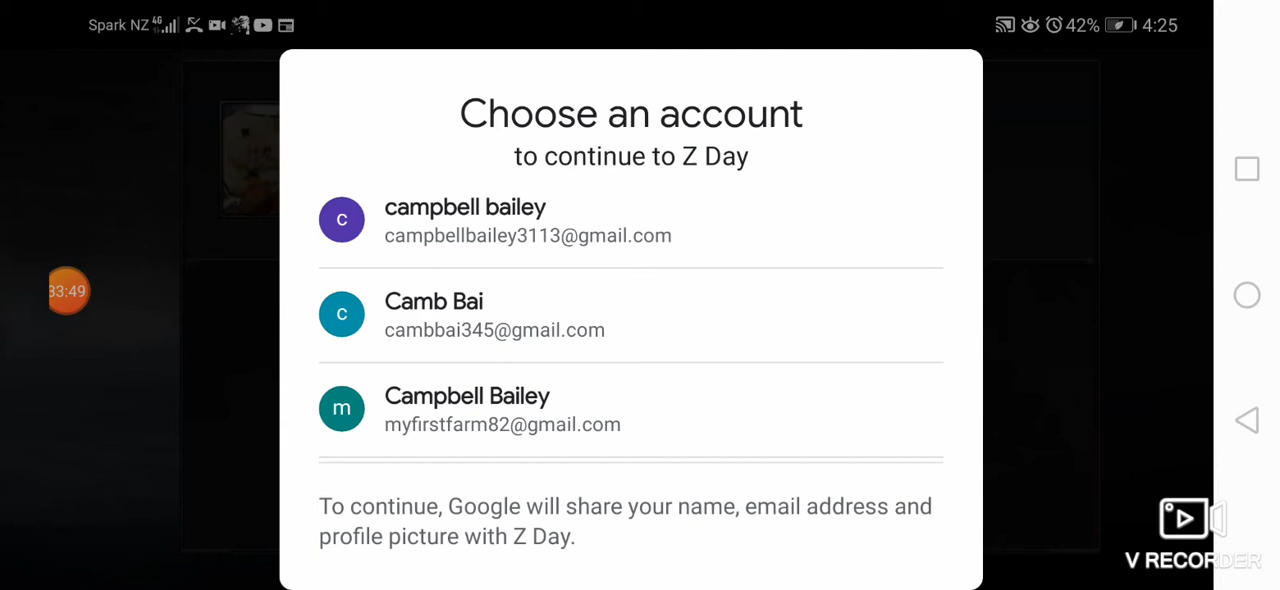 Spark NZ 4G 42% 4:25
Choose an account
to continue to Z Day
c campbell bailey
campbellbailey3113@gmail.com
33:49
c Camb Bai
cambbai345@gmail.com
m Campbell Bailey
myfirstfarm82@gmail.com
To continue, Google will share your name, email address and
profile picture with Z Day.
V RECORDER